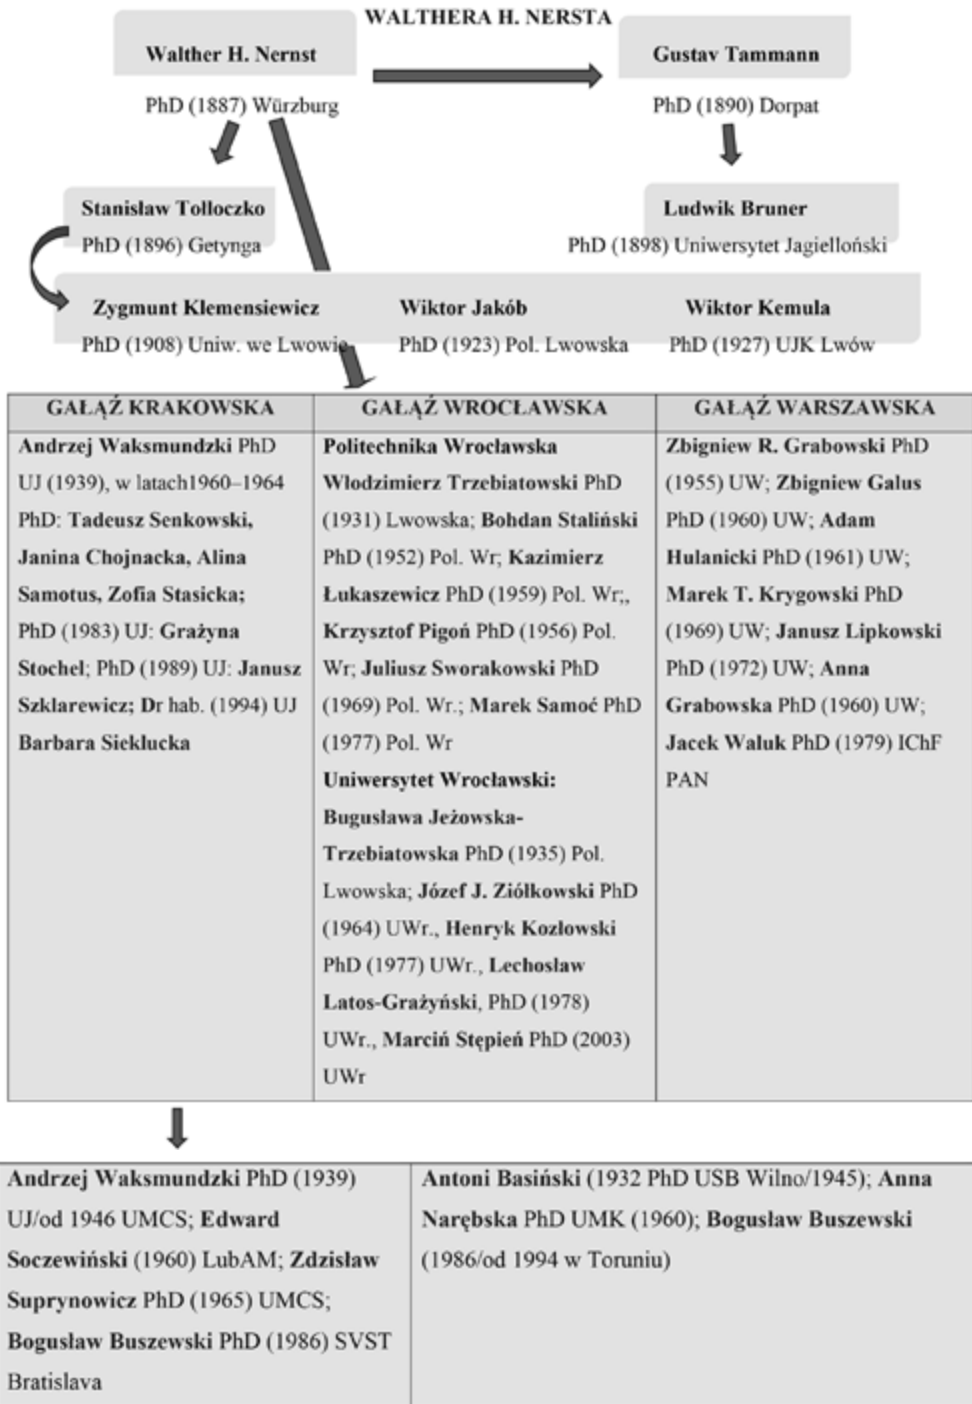 WALTHERA H. NERSTA
Walther H. Nernst
PhD (1887) Würzburg
Gustav Tammann
PhD (1890) Dorpat
Stanisław Tołłoczko
PhD (1896) Getynga
Ludwik Bruner
PhD (1898) Uniwersytet Jagielloński
Zygmunt Klemensiewicz
PhD (1908) Uniw. we Lwowie
Wiktor Jakób
PhD (1923) Pol. Lwowska
Wiktor Kemula
PhD (1927) UJK Lwów
GAŁĄŹ KRAKOWSKA
Andrzej Waksmundzki PhD
UJ (1939), w latach1960–1964
PhD: Tadeusz Senkowski,
Janina Chojnacka, Alina
Samotus, Zofia Stasicka;
PhD (1983) UJ: Grażyna
Stochel; PhD (1989) UJ: Janusz
Szklarewicz; Dr hab. (1994) UJ
Barbara Sieklucka
GAŁĄŹ WROCŁAWSKA
Politechnika Wrocławska
Włodzimierz Trzebiatowski PhD
(1931) Lwowska; Bohdan Staliński
PhD (1952) Pol. Wr; Kazimierz
Łukaszewicz PhD (1959) Pol. Wr;,
Krzysztof Pigoń PhD (1956) Pol.
Wr; Juliusz Sworakowski PhD
(1969) Pol. Wr.; Marek Samoć PhD
(1977) Pol. Wr
Uniwersytet Wrocławski:
Bugusława Jeżowska-
Trzebiatowska PhD (1935) Pol.
Lwowska; Józef J. Ziółkowski PhD
(1964) UWr., Henryk Kozłowski
PhD (1977) UWr., Lechosław
Latos-Grażyński, PhD (1978)
UWr., Marciń Stępień PhD (2003)
UWr
GAŁĄŹ WARSZAWSKA
Zbigniew R. Grabowski PhD
(1955) UW; Zbigniew Galus
PhD (1960) UW; Adam
Hulanicki PhD (1961) UW;
Marek T. Krygowski PhD
(1969) UW; Janusz Lipkowski
PhD (1972) UW; Anna
Grabowska PhD (1960) UW;
Jacek Waluk PhD (1979) IChF
PAN
Andrzej Waksmundzki PhD (1939)
UJ/od 1946 UMCS; Edward
Soczewiński (1960) LubAM; Zdzisław
Suprynowicz PhD (1965) UMCS;
Bogusław Buszewski PhD (1986) SVST
Bratislava
Antoni Basiński (1932 PhD USB Wilno/1945); Anna
Narębska PhD UMK (1960); Bogusław Buszewski
(1986/od 1994 w Toruniu)